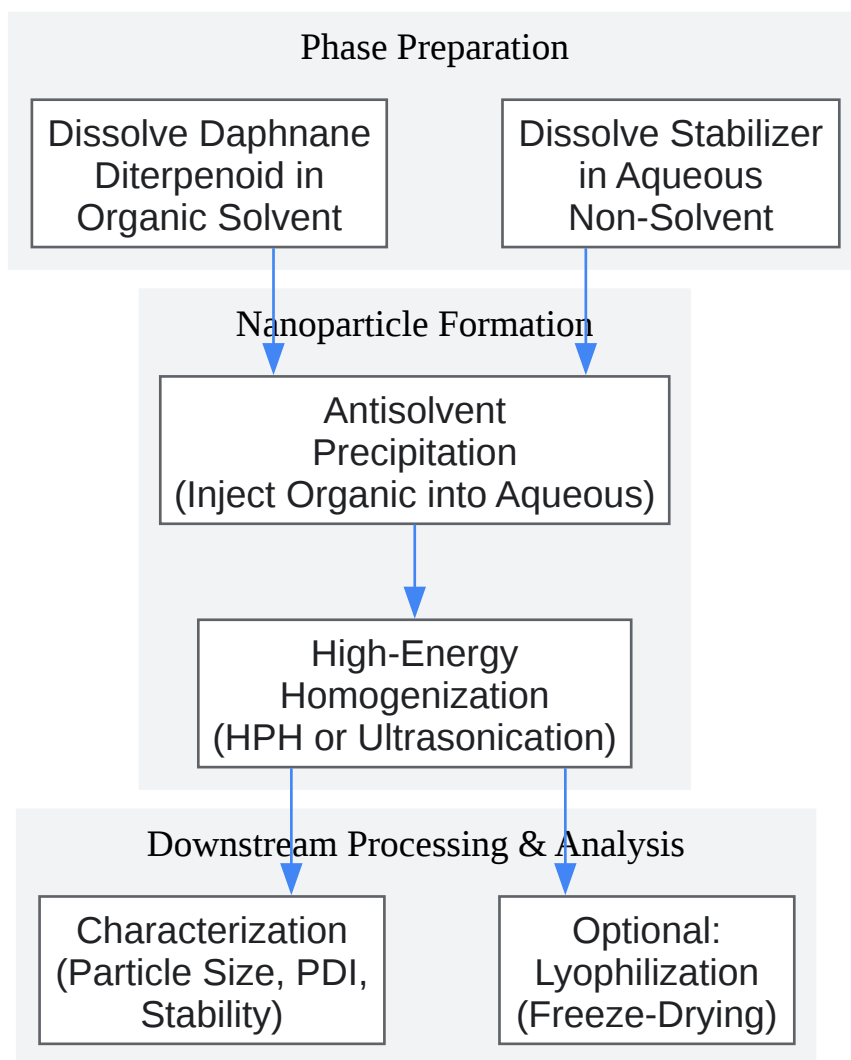 Phase Preparation
Dissolve Daphnane
Diterpenoid in
Organic Solvent
Dissolve Stabilizer
in Aqueous
Non-Solvent
Nanoparticle Formation
Antisolvent
Precipitation
(Inject Organic into Aqueous)
High-Energy
Homogenization
(HPH or Ultrasonication)
Downstream Processing & Analysis
Characterization
(Particle Size, PDI,
Stability)
Optional:
Lyophilization
(Freeze-Drying)